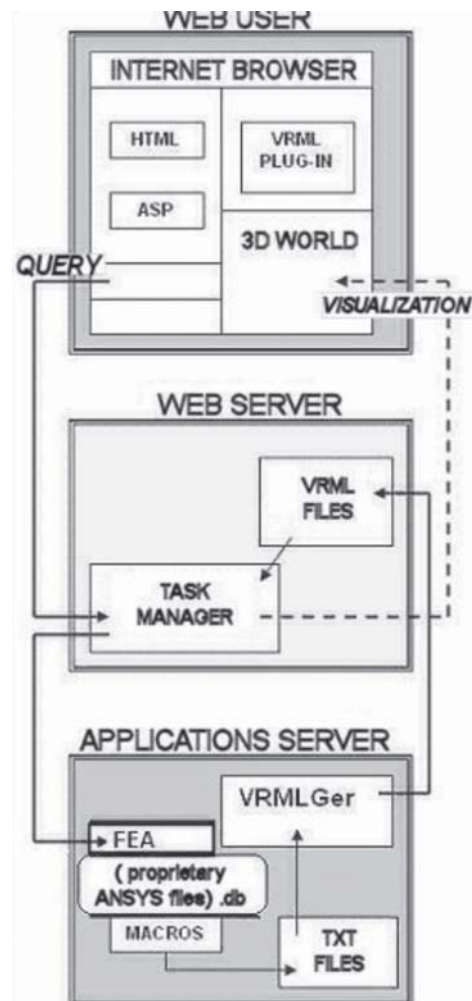 WEB USER
INTERNET BROWSER
HTML
VRML
PLUG-IN
ASP
3D WORLD
QUERY
VISUALIZATION
WEB SERVER
VRML
FILES
TASK
MANAGER
APPLICATIONS SERVER
VRMLGer
FEA
( proprietary
ANSYS files) .db
MACROS
TXT
FILES